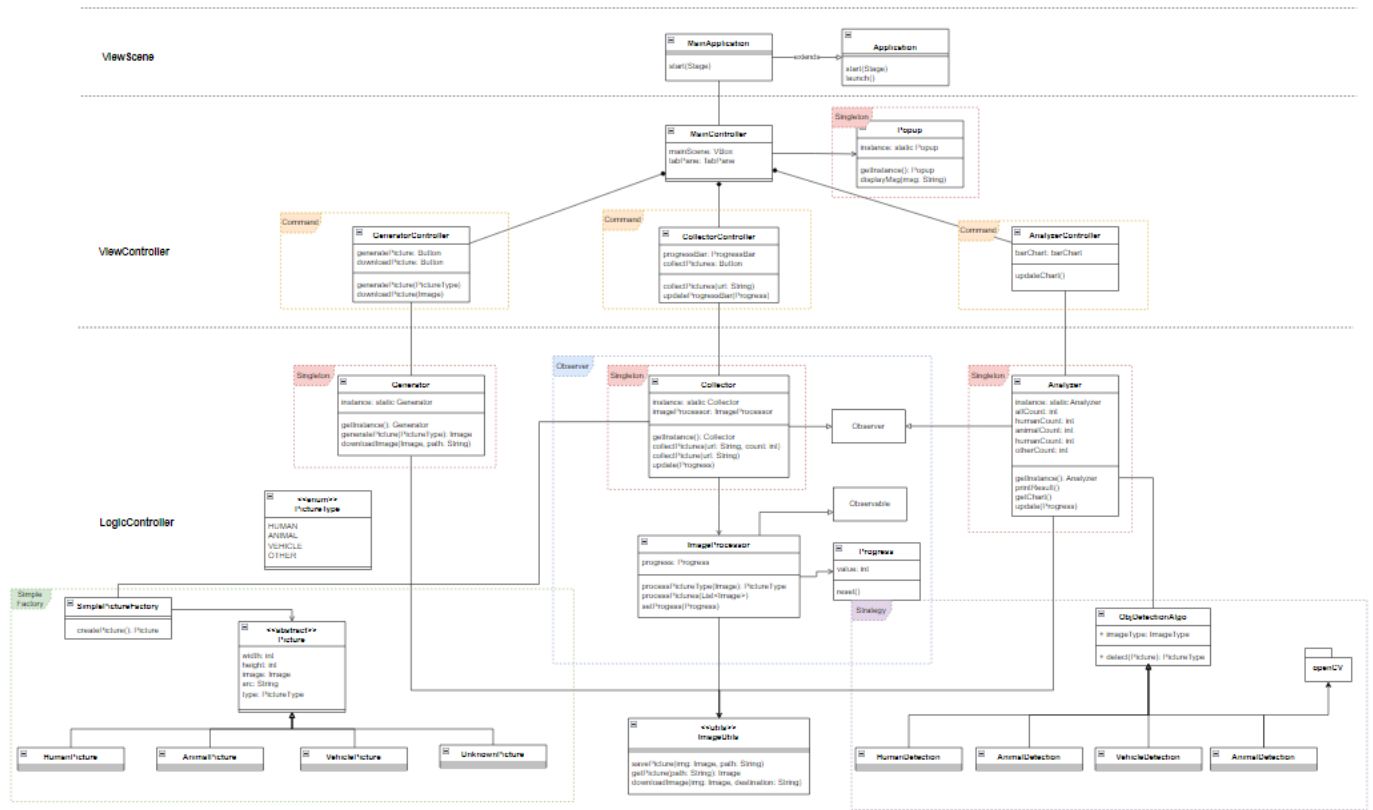 ViewScene
MainApplication
start(Stage)
extends
Application
start(Stage)
launch()
ViewController
MainController
mainScene: VBox
tabPane: TabPane
Singleton
Popup
instance: static Popup
getInstance(): Popup
displayMsg(msg: String)
Command
GeneratorController
generatePicture: Button
downloadPicture: Button
generatePicture(PictureType)
downloadPicture(Image)
Command
CollectorController
progressBar: ProgressBar
collectPictures: Button
collectPictures(url: String)
updateProgressBar(Progress)
Command
AnalyzerController
barChart: barChart
updateChart()
LogicController
Singleton
Generator
instance: static Generator
getInstance(): Generator
generatePicture(PictureType): Image
downloadImage(Image, path: String)
Observer
Singleton
Collector
instance: static Collector
imageProcessor: ImageProcessor
getInstance(): Collector
collectPictures(url: String, count: int)
collectPicture(url: String)
update(Progress)
Observer
Observable
Singleton
Analyzer
instance: static Analyzer
allCount: int
humanCount: int
animalCount: int
humanCount: int
otherCount: int
getInstance(): Analyzer
printResult()
getChart()
update(Progress)
<<enum>>
PictureType
HUMAN
ANIMAL
VEHICLE
OTHER
ImageProcessor
progress: Progress
processPictureType(Image): PictureType
processPictures(List<Image>)
setProgess(Progress)
Progress
value: int
reset()
Simple
Factory
SimplePictureFactory
createPicture(): Picture
<<abstract>>
Picture
width: int
height: int
image: Image
src: String
type: PictureType
HumanPicture
AnimalPicture
VehiclePicture
UnknownPicture
<<utils>>
ImageUtils
savePicture(img: Image, path: String)
getPicture(path: String): Image
downloadImage(img: Image, destination: String)
Strategy
ObjDetectionAlgo
+ imageType: ImageType
+ detect(Picture): PictureType
openCV
HumanDetection
AnimalDetection
VehicleDetection
AnimalDetection